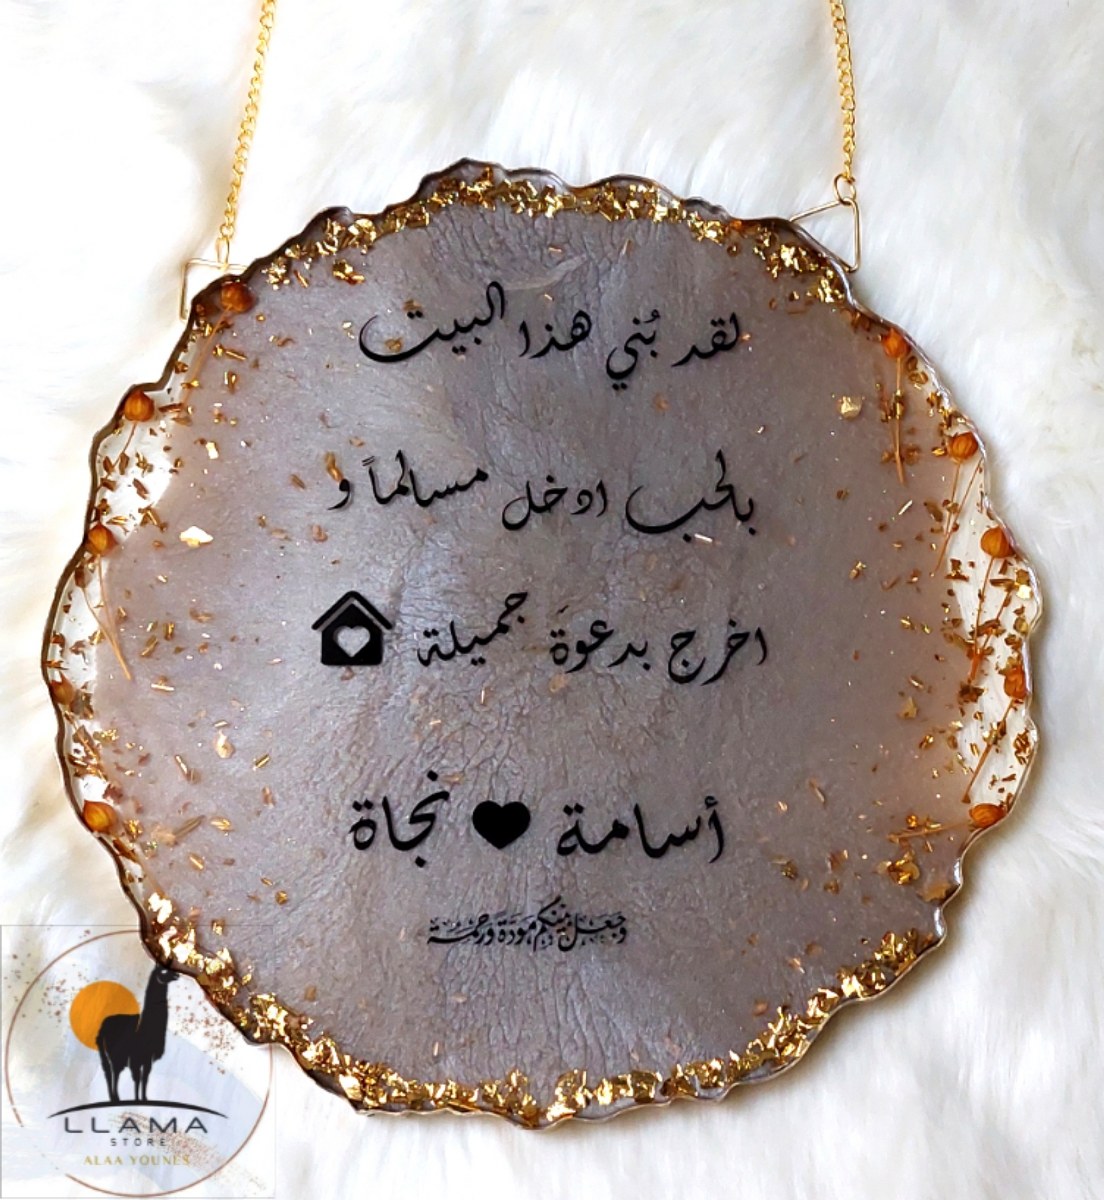 لقد بُني هذا البيت
بالحب ادخل مسالماً و
اخرج بدعوةَ جميلة
أسامة ♥ نجاة
وجعل بينكم مودة ورحمة
LLAMA
STORE
ALAA YOUNES